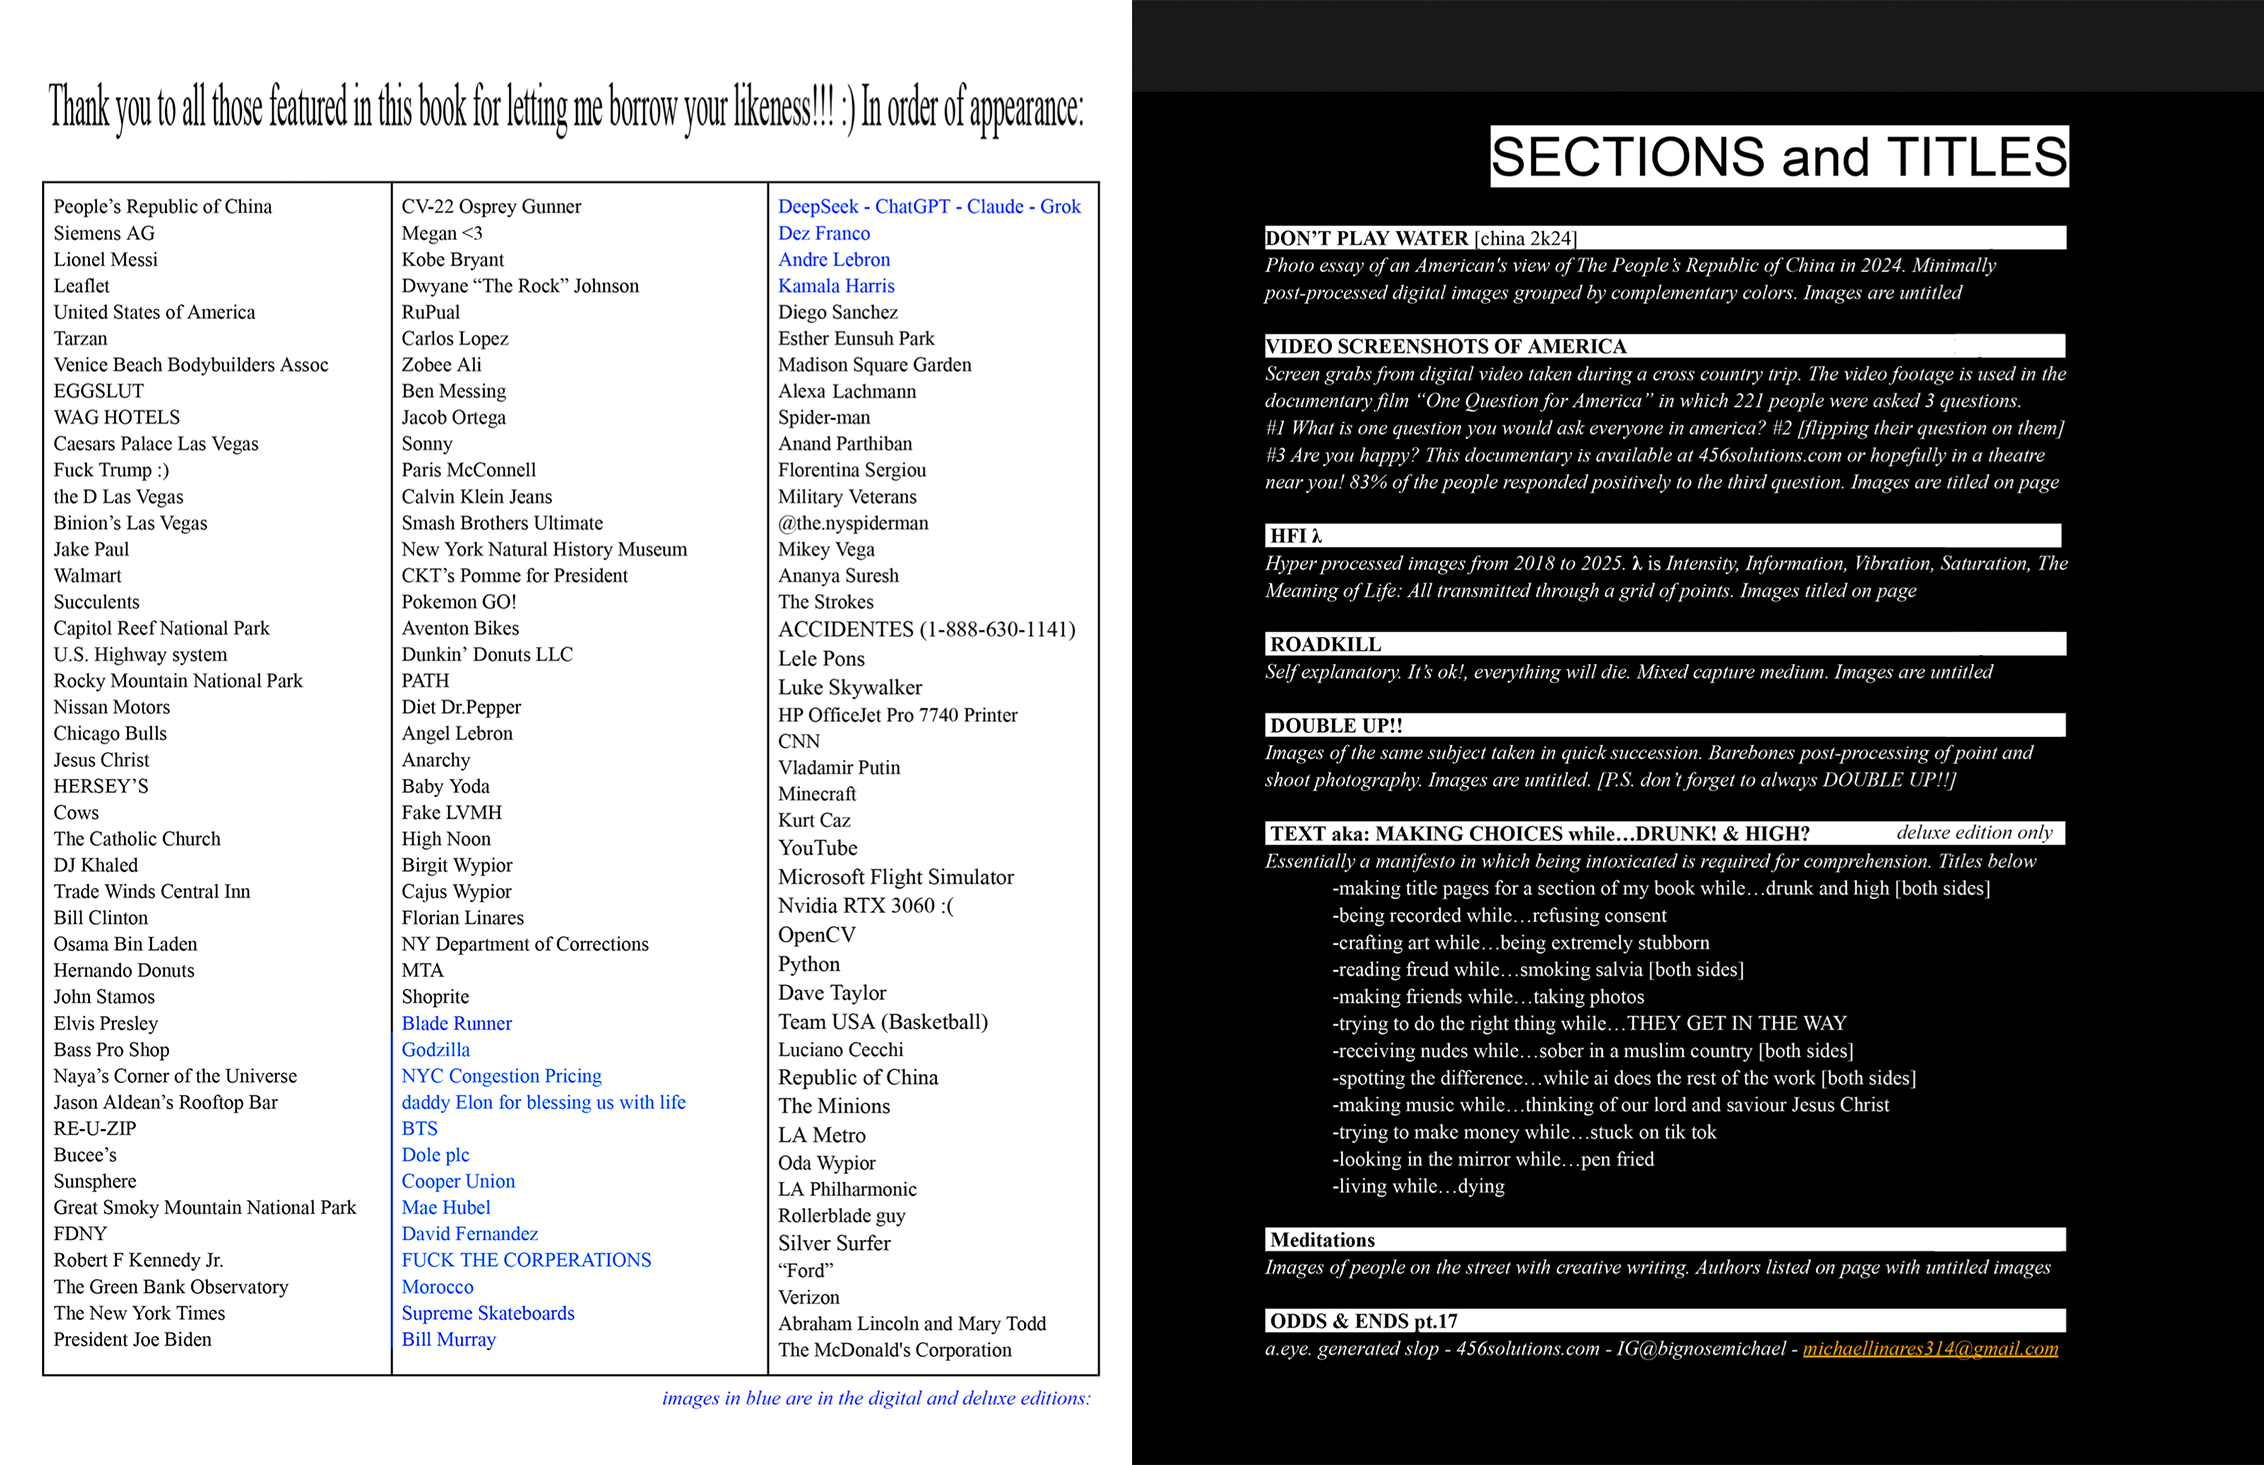 Thank you to all those featured in this book for letting me borrow your likeness!!! :) In order of appearance:
People's Republic of China
Siemens AG
Lionel Messi
Leaflet
United States of America
Tarzan
Venice Beach Bodybuilders Assoc
EGGSLUT
WAG HOTELS
Caesars Palace Las Vegas
Fuck Trump :)
the D Las Vegas
Binion's Las Vegas
Jake Paul
Walmart
Succulents
Capitol Reef National Park
U.S. Highway system
Rocky Mountain National Park
Nissan Motors
Chicago Bulls
Jesus Christ
HERSEY'S
Cows
The Catholic Church
DJ Khaled
Trade Winds Central Inn
Bill Clinton
Osama Bin Laden
Hernando Donuts
John Stamos
Elvis Presley
Bass Pro Shop
Naya's Corner of the Universe
Jason Aldean's Rooftop Bar
RE-U-ZIP
Bucee's
Sunsphere
Great Smoky Mountain National Park
FDNY
Robert F Kennedy Jr.
The Green Bank Observatory
The New York Times
President Joe Biden
CV-22 Osprey Gunner
Megan <3
Kobe Bryant
Dwyane “The Rock” Johnson
RuPual
Carlos Lopez
Zobee Ali
Ben Messing
Jacob Ortega
Sonny
Paris McConnell
Calvin Klein Jeans
Smash Brothers Ultimate
New York Natural History Museum
CKT's Pomme for President
Pokemon GO!
Aventon Bikes
Dunkin' Donuts LLC
PATH
Diet Dr.Pepper
Angel Lebron
Anarchy
Baby Yoda
Fake LVMH
High Noon
Birgit Wypior
Cajus Wypior
Florian Linares
NY Department of Corrections
MTA
Shoprite
Blade Runner
Godzilla
NYC Congestion Pricing
daddy Elon for blessing us with life
BTS
Dole plc
Cooper Union
Mae Hubel
David Fernandez
FUCK THE CORPERATIONS
Morocco
Supreme Skateboards
Bill Murray
DeepSeek - ChatGPT - Claude - Grok
Dez Franco
Andre Lebron
Kamala Harris
Diego Sanchez
Esther Eunsuh Park
Madison Square Garden
Alexa Lachmann
Spider-man
Anand Parthiban
Florentina Sergiou
Military Veterans
@the.nyspiderman
Mikey Vega
Ananya Suresh
The Strokes
ACCIDENTES (1-888-630-1141)
Lele Pons
Luke Skywalker
HP OfficeJet Pro 7740 Printer
CNN
Vladamir Putin
Minecraft
Kurt Caz
YouTube
Microsoft Flight Simulator
Nvidia RTX 3060 :(
OpenCV
Python
Dave Taylor
Team USA (Basketball)
Luciano Cecchi
Republic of China
The Minions
LA Metro
Oda Wypior
LA Philharmonic
Rollerblade guy
Silver Surfer
“Ford”
Verizon
Abraham Lincoln and Mary Todd
The McDonald's Corporation
images in blue are in the digital and deluxe editions:
SECTIONS and TITLES
DON'T PLAY WATER [china 2k24]
Photo essay of an American's view of The People's Republic of China in 2024. Minimally
post-processed digital images grouped by complementary colors. Images are untitled
VIDEO SCREENSHOTS OF AMERICA
Screen grabs from digital video taken during a cross country trip. The video footage is used in the
documentary film “One Question for America” in which 221 people were asked 3 questions.
#1 What is one question you would ask everyone in america? #2 [flipping their question on them]
#3 Are you happy? This documentary is available at 456solutions.com or hopefully in a theatre
near you! 83% of the people responded positively to the third question. Images are titled on page
HFI λ
Hyper processed images from 2018 to 2025. λ is Intensity, Information, Vibration, Saturation, The
Meaning of Life: All transmitted through a grid of points. Images titled on page
ROADKILL
Self explanatory. It's ok!, everything will die. Mixed capture medium. Images are untitled
DOUBLE UP!!
Images of the same subject taken in quick succession. Barebones post-processing of point and
shoot photography. Images are untitled. [P.S. don't forget to always DOUBLE UP!!]
TEXT aka: MAKING CHOICES while…DRUNK! & HIGH? deluxe edition only
Essentially a manifesto in which being intoxicated is required for comprehension. Titles below
-making title pages for a section of my book while…drunk and high [both sides]
-being recorded while…refusing consent
-crafting art while…being extremely stubborn
-reading freud while…smoking salvia [both sides]
-making friends while…taking photos
-trying to do the right thing while…THEY GET IN THE WAY
-receiving nudes while…sober in a muslim country [both sides]
-spotting the difference…while ai does the rest of the work [both sides]
-making music while…thinking of our lord and saviour Jesus Christ
-trying to make money while…stuck on tik tok
-looking in the mirror while…pen fried
-living while…dying
Meditations
Images of people on the street with creative writing. Authors listed on page with untitled images
ODDS & ENDS pt.17
a.eye. generated slop - 456solutions.com - IG@bignosemichael - michaellinares314@gmail.com